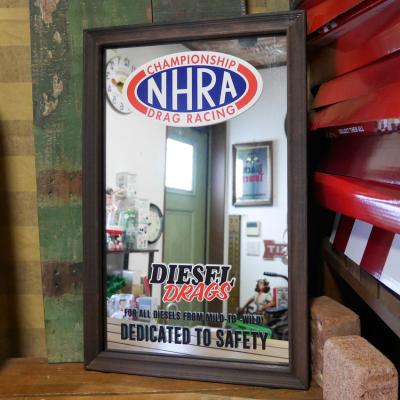 CHAMPIONSHIP
NHRA
DRAG RACING
DIESEL
DRAGS
FOR ALL DIESELS FROM MILD-TO-WILD!
DEDICATED TO SAFETY